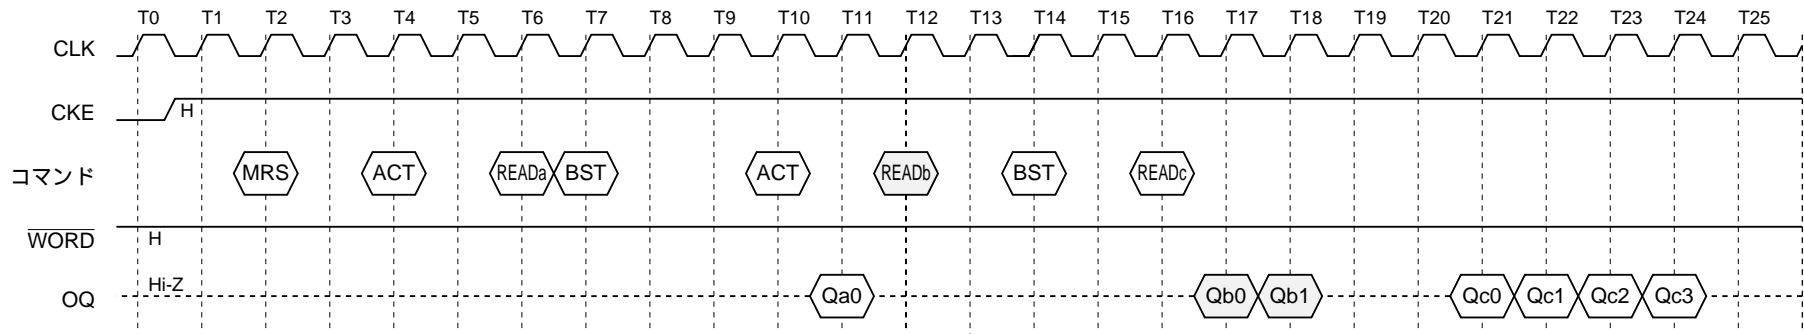 T0 T1 T2 T3 T4 T5 T6 T7 T8 T9 T10 T11 T12 T13 T14 T15 T16 T17 T18 T19 T20 T21 T22 T23 T24 T25
CLK
CKE H
コマンド MRS ACT READa BST ACT READb BST READc
WORD H
OQ Hi-Z Qa0 Qb0 Qb1 Qc0 Qc1 Qc2 Qc3